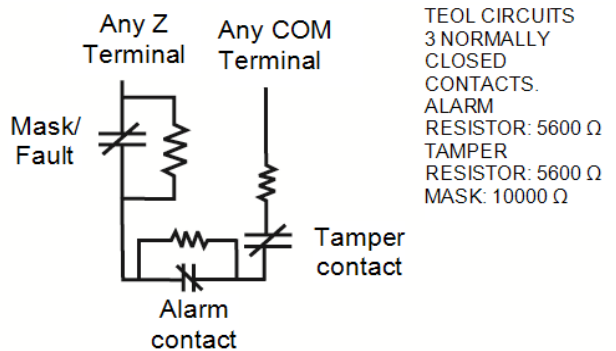 Any Z
Terminal
Any COM
Terminal
Mask/
Fault
Tamper
contact
Alarm
contact
TEOL CIRCUITS
3 NORMALLY
CLOSED
CONTACTS.
ALARM
RESISTOR: 5600 Ω
TAMPER
RESISTOR: 5600 Ω
MASK: 10000 Ω